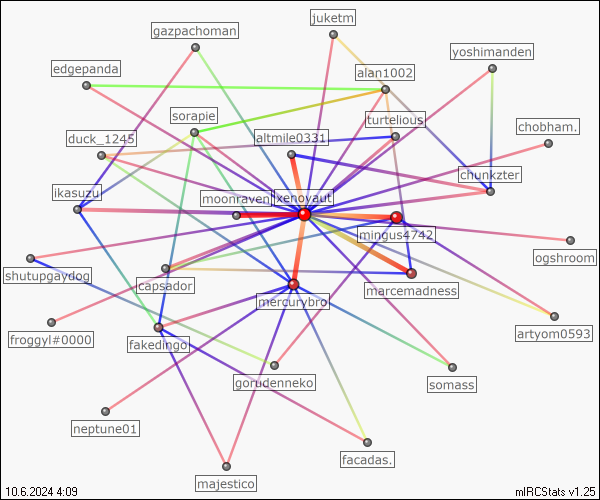 juketm
gazpachoman
yoshimanden
edgepanda
alan1002
sorapie
turtelious
chobham.
duck_1245
altmile0331
chunkzter
ikasuzu
moonraven
xenoyaut
mingus4742
ogshroom
shutupgaydog
capsador
marcemadness
mercurybro
froggyl#0000
fakedingo
artyom0593
gorudenneko
somass
neptune01
facadas.
majestico
10.6.2024 4:09
mIRCStats v1.25